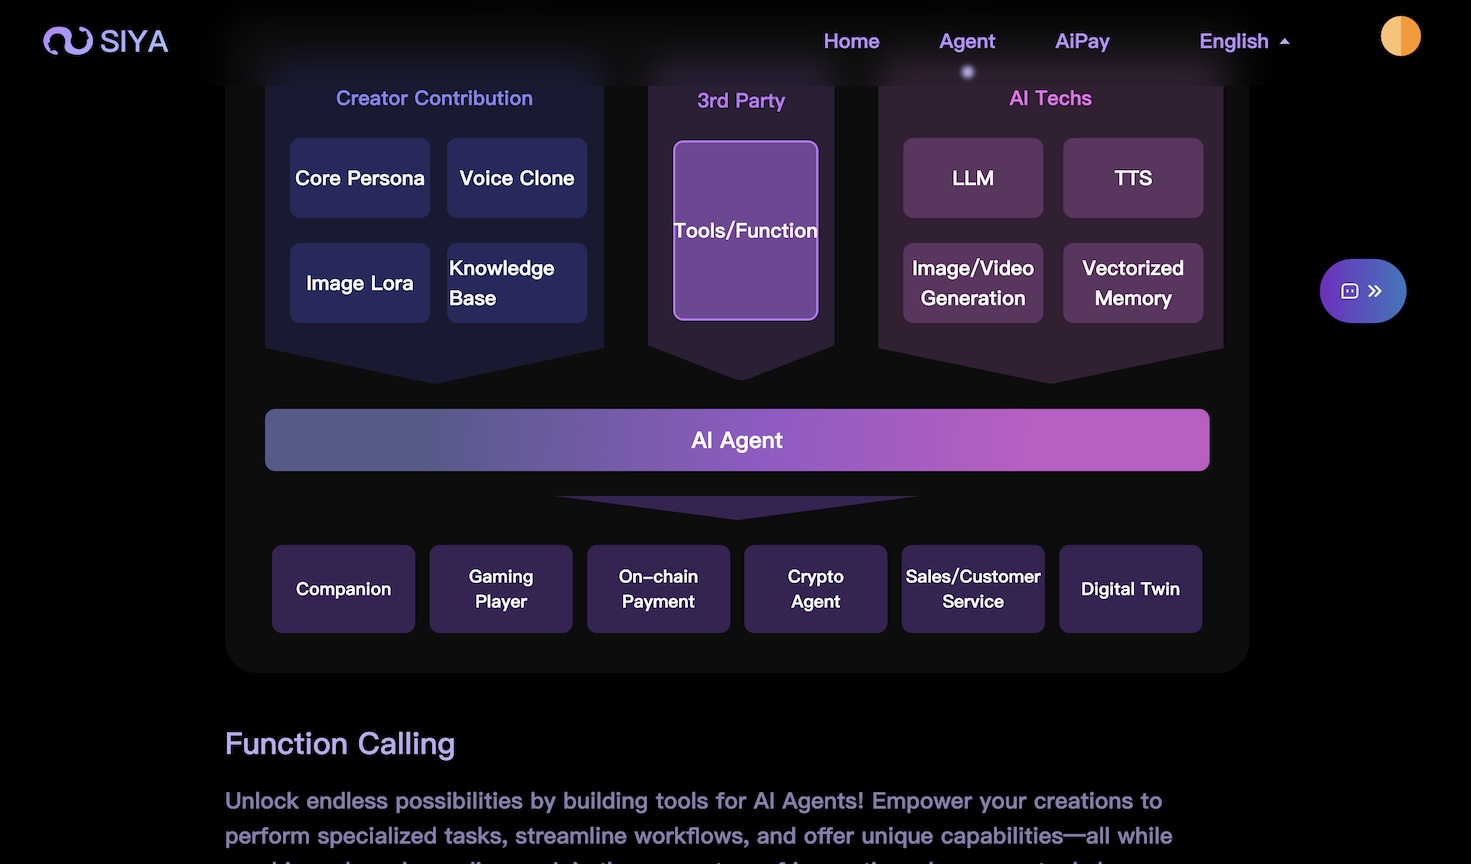 SIYA
Home
Agent
AiPay
English
Creator Contribution
3rd Party
AI Techs
Core Persona
Voice Clone
Image Lora
Knowledge
Base
Tools/Function
LLM
TTS
Image/Video
Generation
Vectorized
Memory
AI Agent
Companion
Gaming
Player
On-chain
Payment
Crypto
Agent
Sales/Customer
Service
Digital Twin
Function Calling
Unlock endless possibilities by building tools for AI Agents! Empower your creations to
perform specialized tasks, streamline workflows, and offer unique capabilities—all while